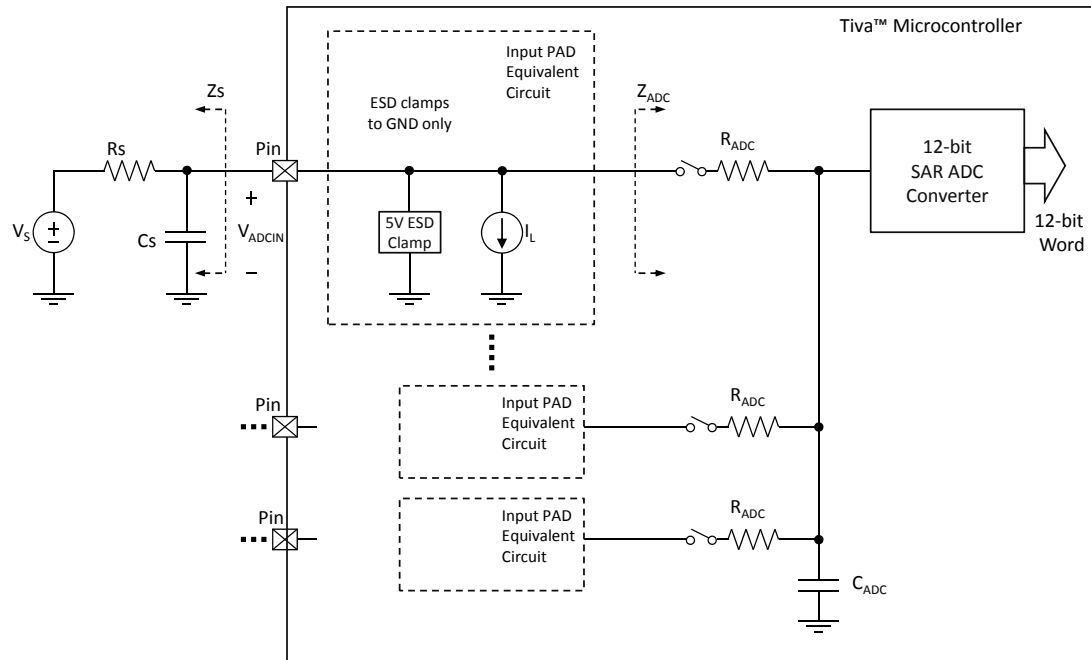 Tiva™ Microcontroller
Input PAD
Equivalent
Circuit
ESD clamps
to GND only
Zs
Z_ADC
Rs
Pin
R_ADC
12-bit
SAR ADC
Converter
+
V_ADCIN
−
V_S
+
−
Cs
5V ESD
Clamp
I_L
12-bit
Word
Pin
Input PAD
Equivalent
Circuit
R_ADC
Pin
Input PAD
Equivalent
Circuit
R_ADC
C_ADC